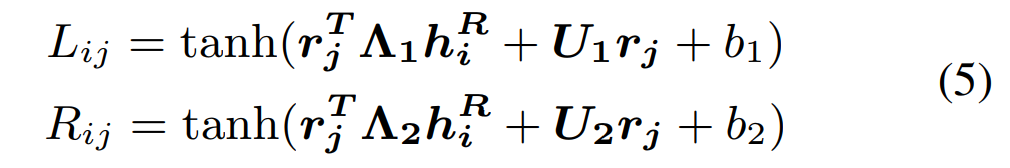 L_{ij} = tanh(r_j^T Λ_1 h_i^R + U_1 r_j + b_1)
R_{ij} = tanh(r_j^T Λ_2 h_i^R + U_2 r_j + b_2)
(5)